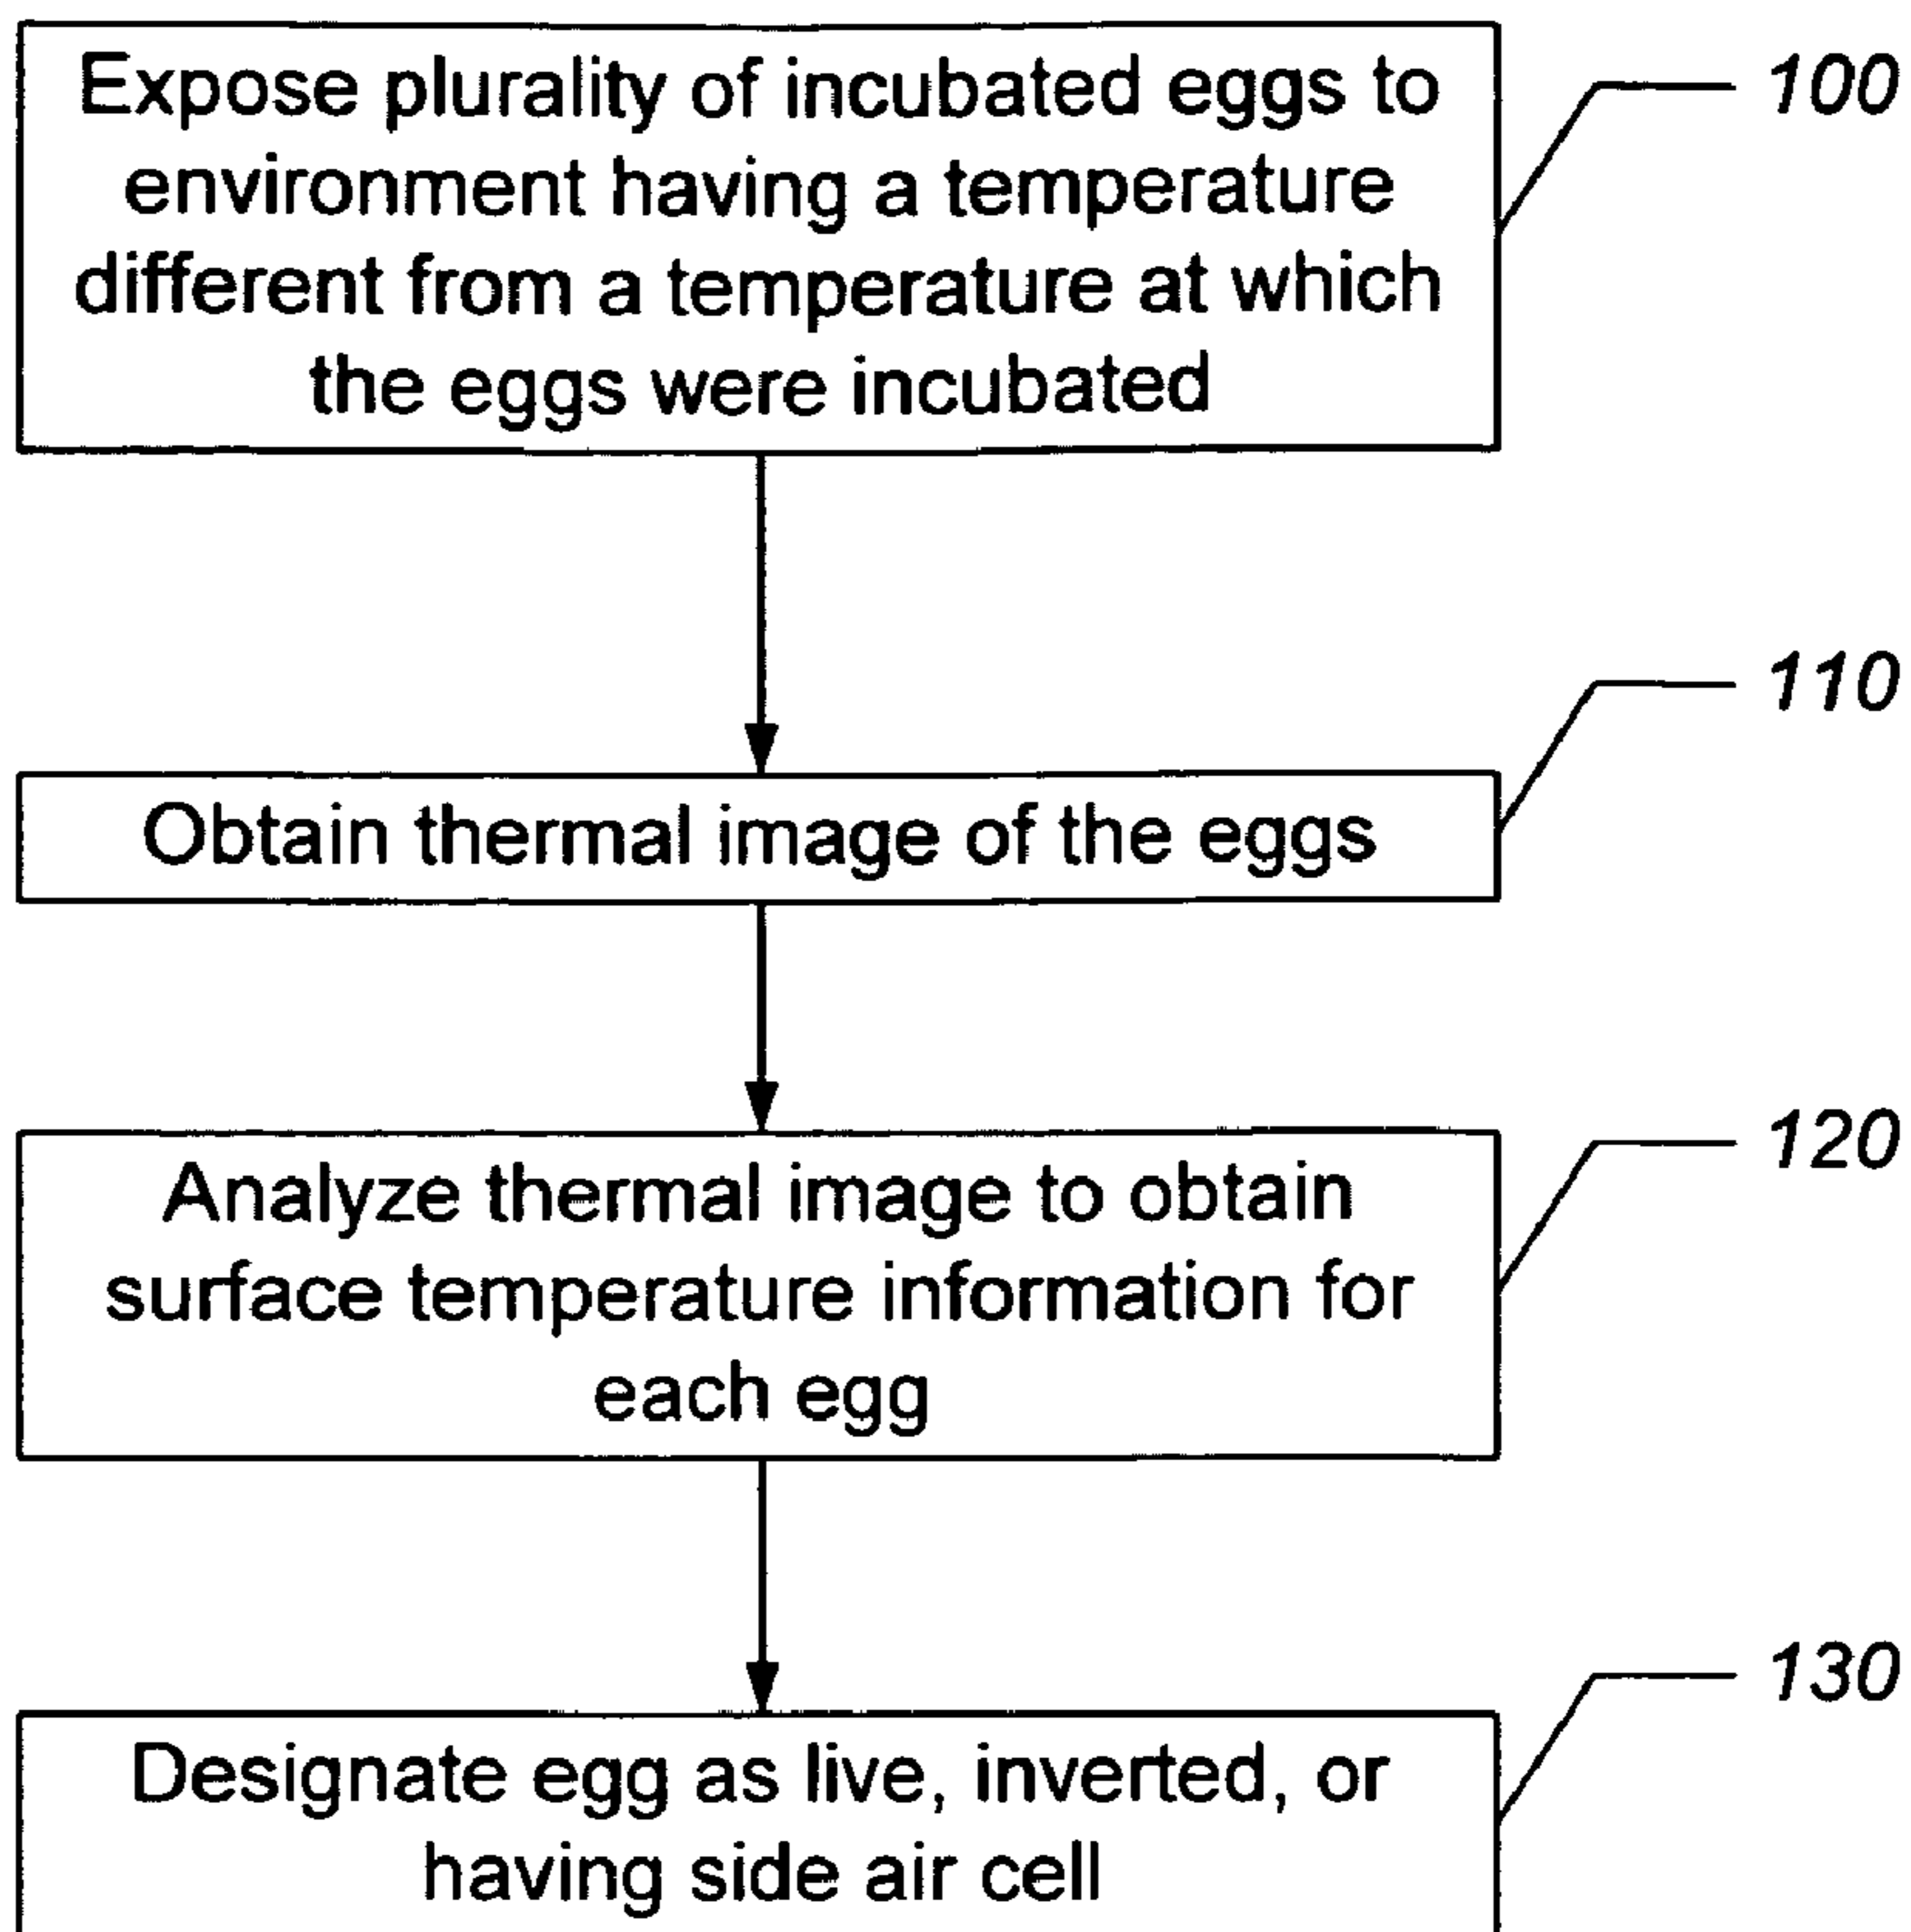 Expose plurality of incubated eggs to
environment having a temperature
different from a temperature at which
the eggs were incubated
100
Obtain thermal image of the eggs
110
Analyze thermal image to obtain
surface temperature information for
each egg
120
Designate egg as live, inverted, or
having side air cell
130